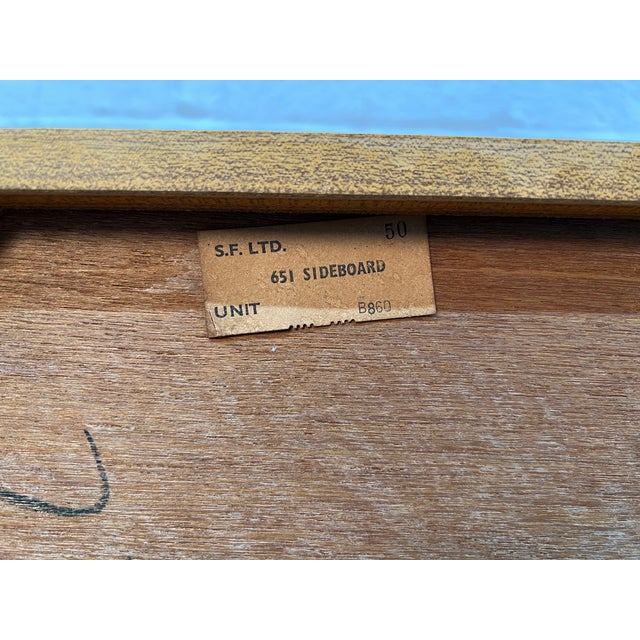 S.F. LTD. 50
651 SIDEBOARD
UNIT B860